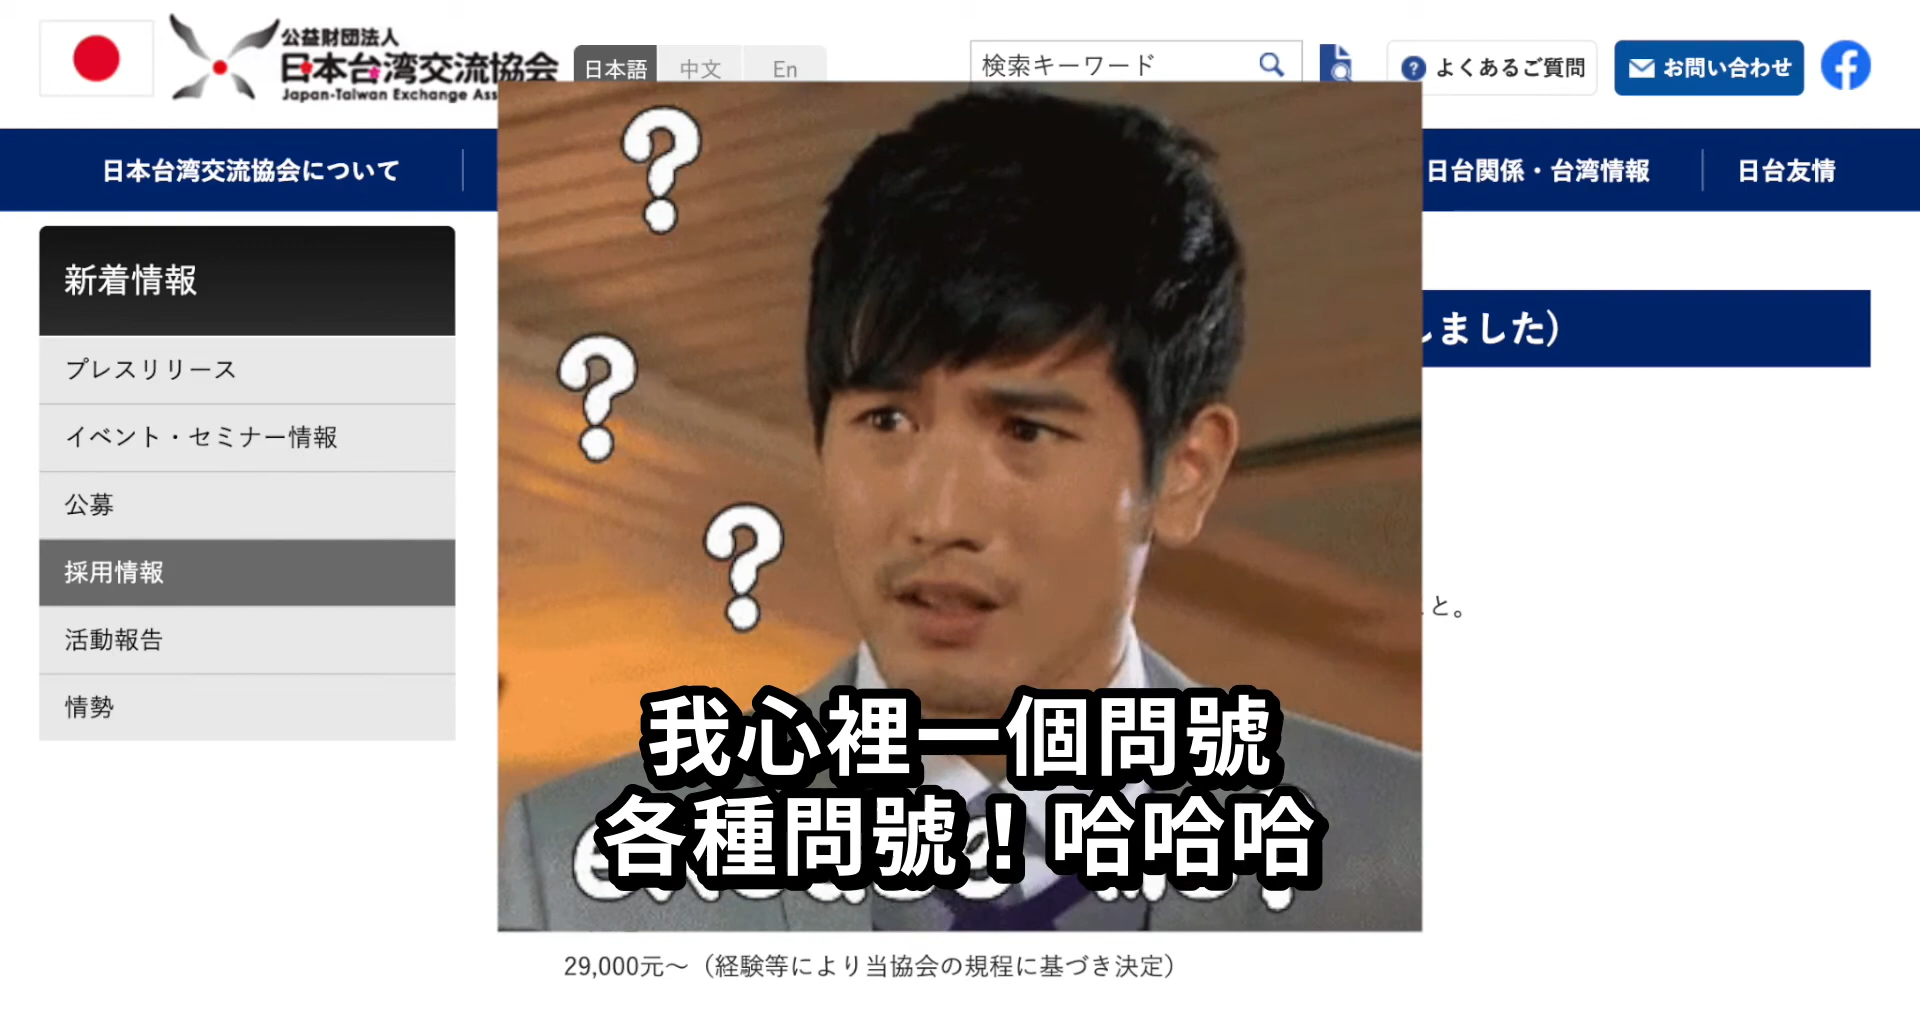 公益財団法人
日本台湾交流協会
Japan-Taiwan Exchange Ass
日本語
中文
En
検索キーワード
よくあるご質問
お問い合わせ
日本台湾交流協会について
日台関係・台湾情報
日台友情
新着情報
プレスリリース
イベント・セミナー情報
公募
採用情報
活動報告
情勢
しました）
?
?
?
こと。
我心裡一個問號
各種問號！哈哈哈
29,000元～（経験等により当協会の規程に基づき決定）